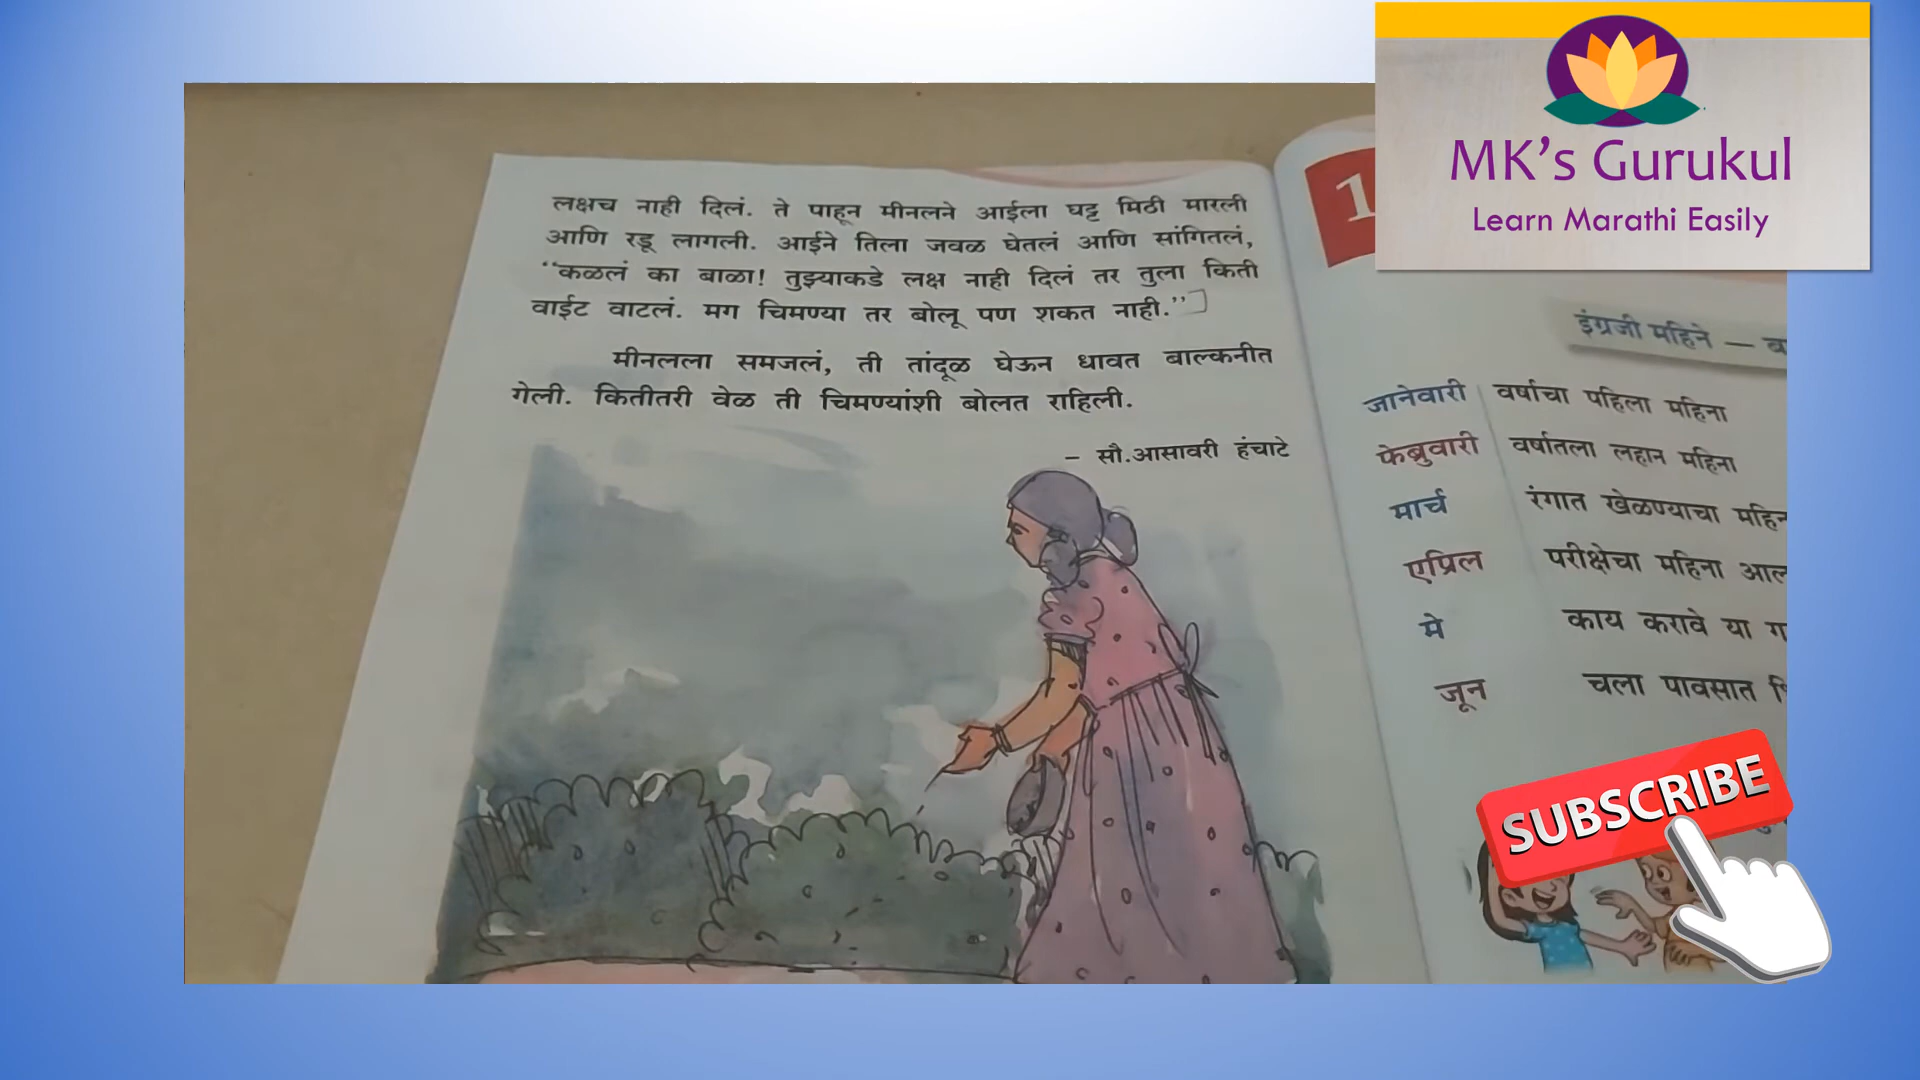 लक्षच नाही दिलं. ते पाहून मीनलने आईला घट्ट मिठी मारली
आणि रडू लागली. आईने तिला जवळ घेतलं आणि सांगितलं,
“कळलं का बाळा! तुझ्याकडे लक्ष नाही दिलं तर तुला किती
वाईट वाटलं. मग चिमण्या तर बोलू पण शकत नाही.”
मीनलला समजलं, ती तांदूळ घेऊन धावत बाल्कनीत
गेली. कितीतरी वेळ ती चिमण्यांशी बोलत राहिली.
– सौ.आसावरी हंचाटे
1
इंग्रजी महिने –
जानेवारी वर्षाचा पहिला महिना
फेब्रुवारी वर्षातला लहान महिना
मार्च रंगात खेळण्याचा
एप्रिल परीक्षेचा महिना
मे काय करावे या
जून चला पावसात
MK's Gurukul
Learn Marathi Easily
SUBSCRIBE